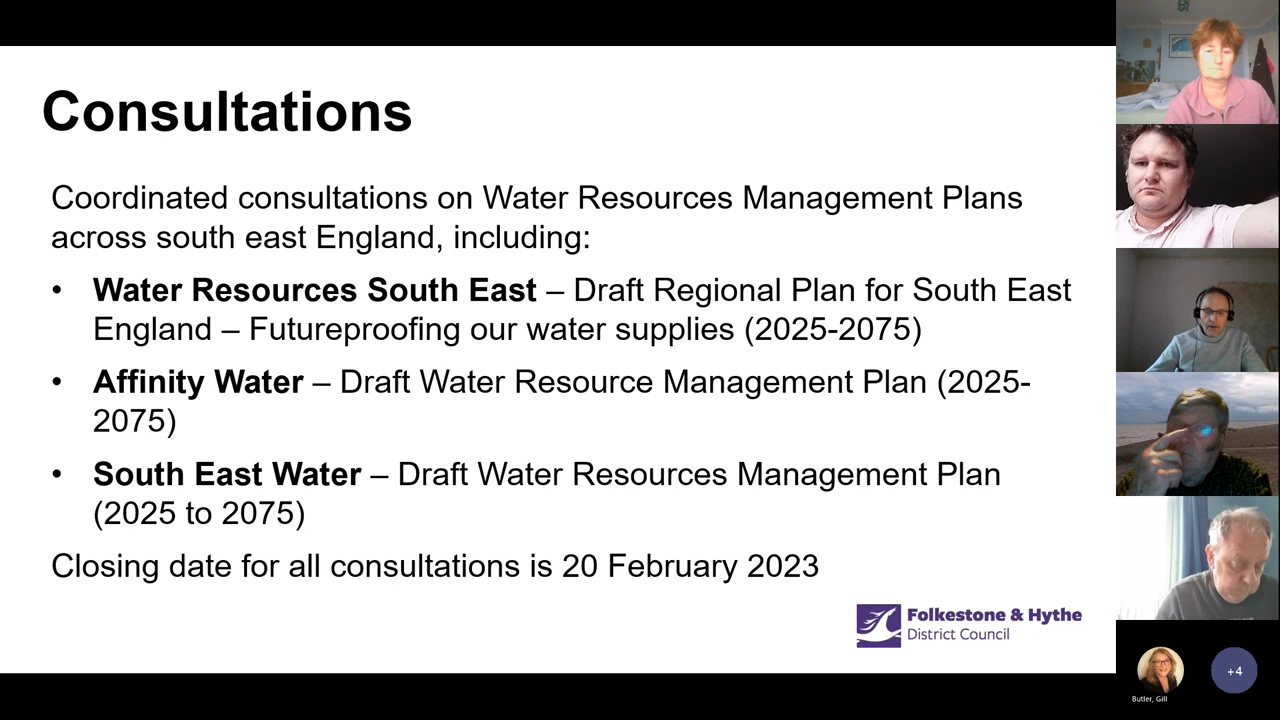 Consultations
Coordinated consultations on Water Resources Management Plans
across south east England, including:
• Water Resources South East – Draft Regional Plan for South East
England – Futureproofing our water supplies (2025-2075)
• Affinity Water – Draft Water Resource Management Plan (2025-
2075)
• South East Water – Draft Water Resources Management Plan
(2025 to 2075)
Closing date for all consultations is 20 February 2023
Folkestone & Hythe
District Council
Butler, Gill
+4